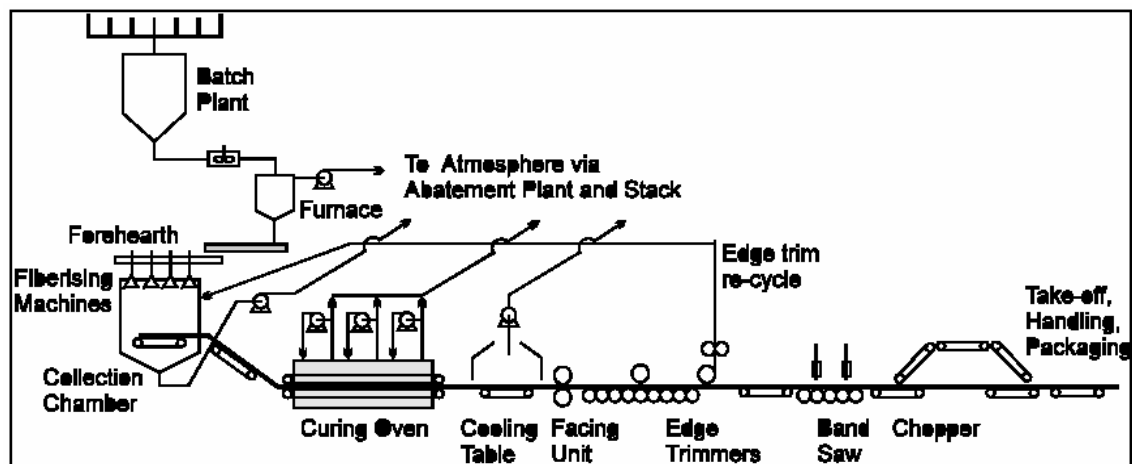 Batch
Plant
To Atmosphere via
Abatement Plant and Stack
Furnace
Forehearth
Fiberising
Machines
Edge trim
re-cycle
Take-off,
Handling,
Packaging
Collection
Chamber
Curing Oven
Cooling
Table
Facing
Unit
Edge
Trimmers
Band
Saw
Chopper